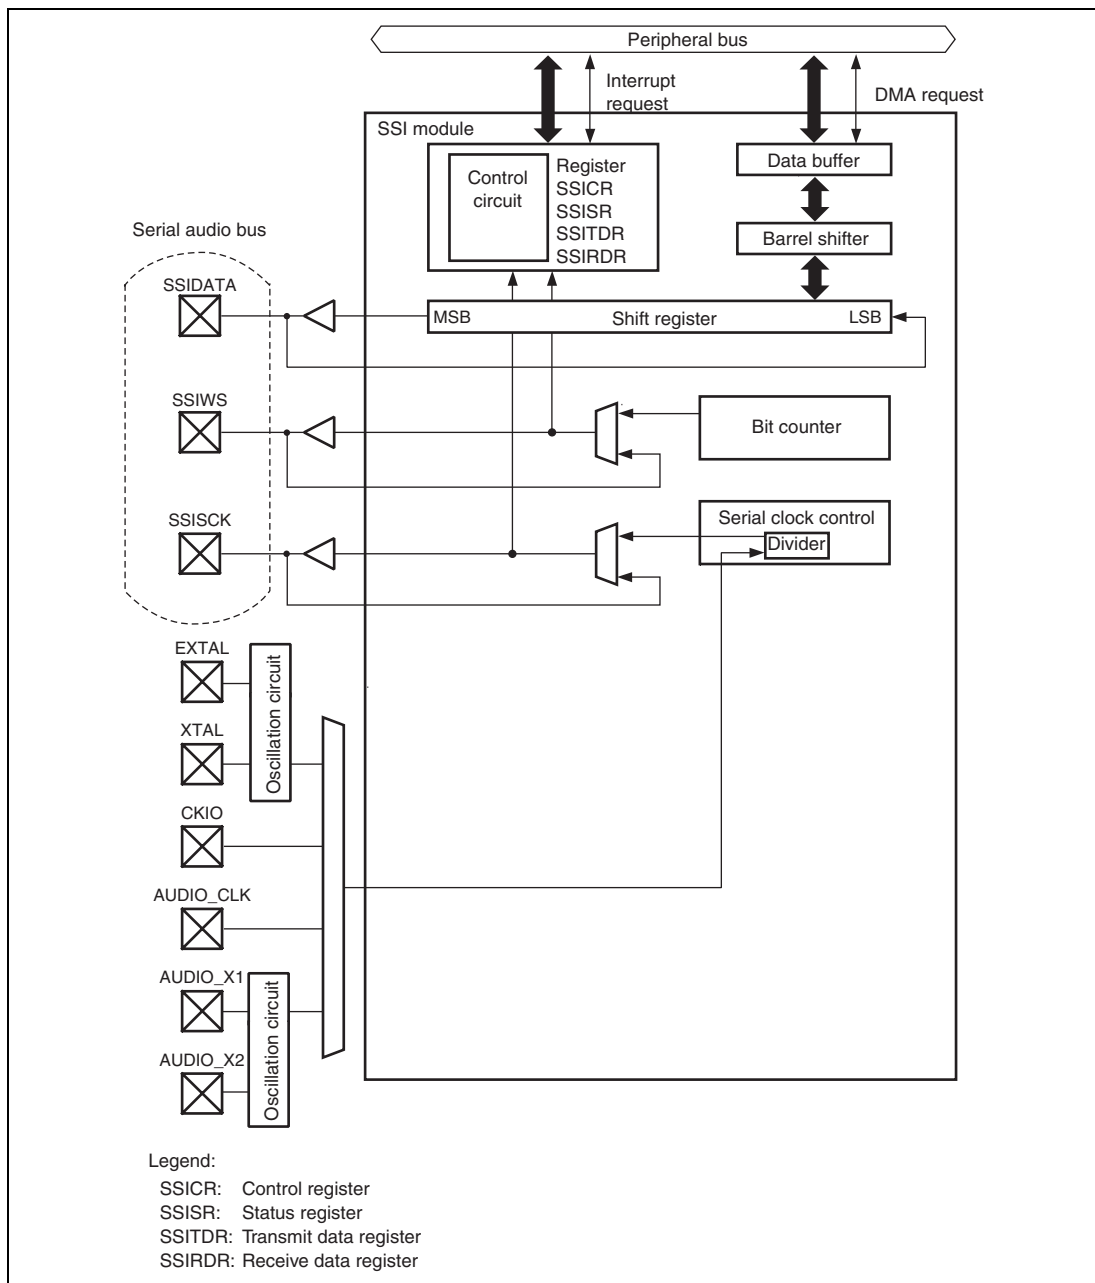 Peripheral bus
Interrupt
request
DMA request
SSI module
Control
circuit
Register
SSICR
SSISR
SSITDR
SSIRDR
Data buffer
Barrel shifter
Serial audio bus
SSIDATA
MSB
Shift register
LSB
SSIWS
Bit counter
SSISCK
Serial clock control
Divider
EXTAL
Oscillation circuit
XTAL
CKIO
AUDIO_CLK
AUDIO_X1
Oscillation circuit
AUDIO_X2
Legend:
SSICR: Control register
SSISR: Status register
SSITDR: Transmit data register
SSIRDR: Receive data register